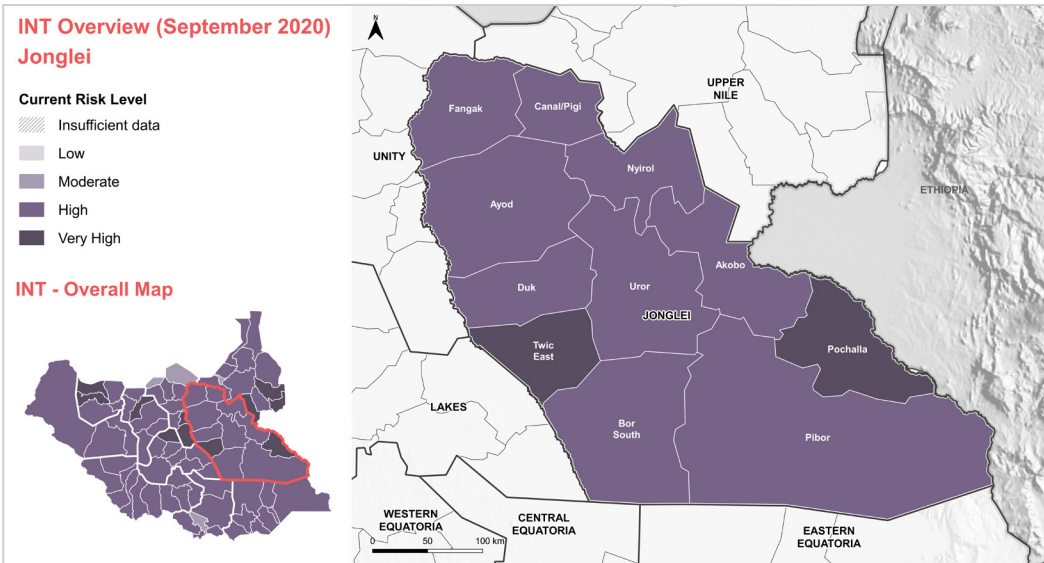 INT Overview (September 2020)
Jonglei
Current Risk Level
Insufficient data
Low
Moderate
High
Very High
INT - Overall Map
N
UPPER
NILE
Fangak
Canal/Pigi
UNITY
Nyirol
ETHIOPIA
Ayod
Akobo
Duk
Uror
JONGLEI
Twic
East
Pochalla
LAKES
Bor
South
Pibor
WESTERN
EQUATORIA
CENTRAL
EQUATORIA
EASTERN
EQUATORIA
0 50 100 km